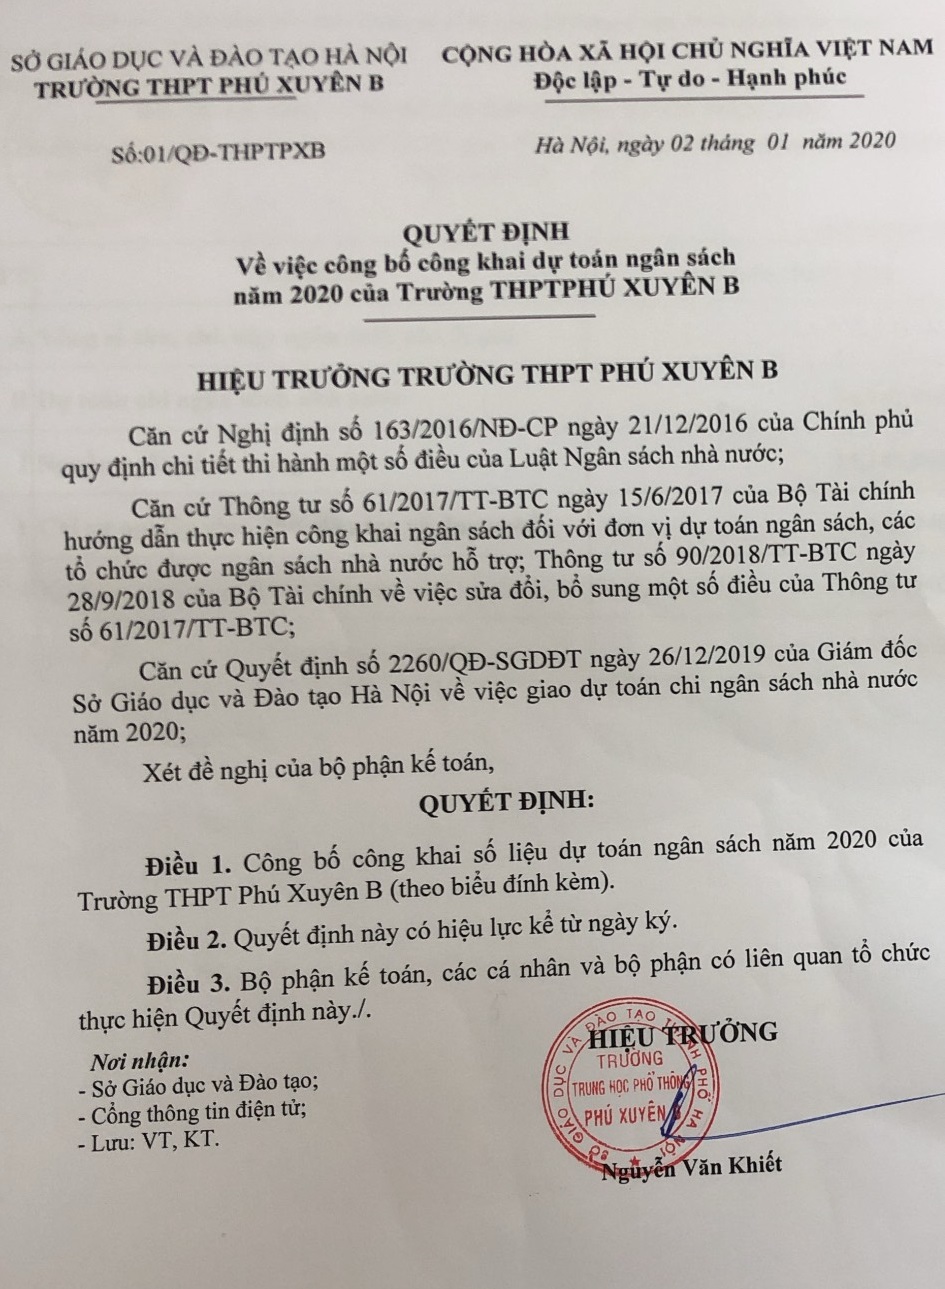 SỞ GIÁO DỤC VÀ ĐÀO TẠO HÀ NỘI
TRƯỜNG THPT PHÚ XUYÊN B
CỘNG HÒA XÃ HỘI CHỦ NGHĨA VIỆT NAM
Độc lập - Tự do - Hạnh phúc
Số:01/QĐ-THPTPXB
Hà Nội, ngày 02 tháng 01 năm 2020
QUYẾT ĐỊNH
Về việc công bố công khai dự toán ngân sách
năm 2020 của Trường THPTPHÚ XUYÊN B
HIỆU TRƯỞNG TRƯỜNG THPT PHÚ XUYÊN B
Căn cứ Nghị định số 163/2016/NĐ-CP ngày 21/12/2016 của Chính phủ
quy định chi tiết thi hành một số điều của Luật Ngân sách nhà nước;
Căn cứ Thông tư số 61/2017/TT-BTC ngày 15/6/2017 của Bộ Tài chính
hướng dẫn thực hiện công khai ngân sách đối với đơn vị dự toán ngân sách, các
tổ chức được ngân sách nhà nước hỗ trợ; Thông tư số 90/2018/TT-BTC ngày
28/9/2018 của Bộ Tài chính về việc sửa đổi, bổ sung một số điều của Thông tư
số 61/2017/TT-BTC;
Căn cứ Quyết định số 2260/QĐ-SGDĐT ngày 26/12/2019 của Giám đốc
Sở Giáo dục và Đào tạo Hà Nội về việc giao dự toán chi ngân sách nhà nước
năm 2020;
Xét đề nghị của bộ phận kế toán,
QUYẾT ĐỊNH:
Điều 1. Công bố công khai số liệu dự toán ngân sách năm 2020 của
Trường THPT Phú Xuyên B (theo biểu đính kèm).
Điều 2. Quyết định này có hiệu lực kể từ ngày ký.
Điều 3. Bộ phận kế toán, các cá nhân và bộ phận có liên quan tổ chức
thực hiện Quyết định này./.
Nơi nhận:
- Sở Giáo dục và Đào tạo;
- Cổng thông tin điện tử;
- Lưu: VT, KT.
HIỆU TRƯỞNG
SỞ GIÁO DỤC VÀ ĐÀO TẠO THÀNH PHỐ HÀ NỘI
TRƯỜNG
TRUNG HỌC PHỔ THÔNG
PHÚ XUYÊN B
Nguyễn Văn Khiết